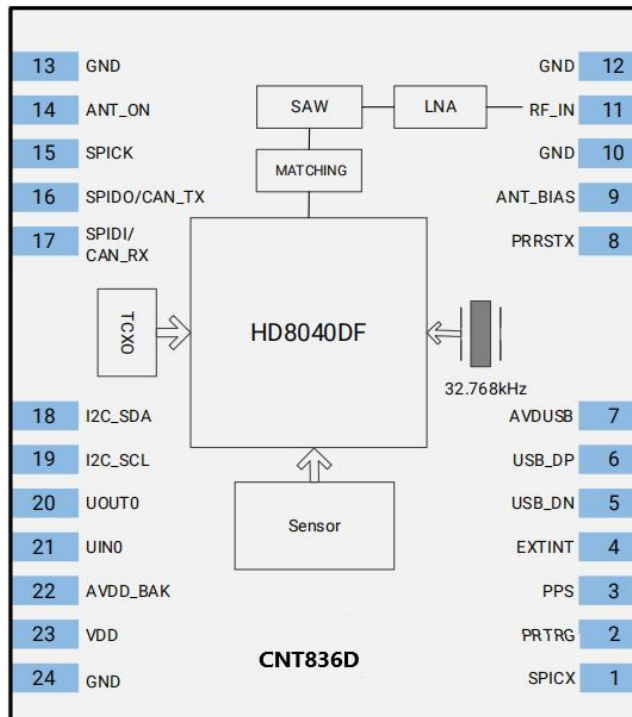 13 GND
GND 12
14 ANT_ON
SAW
LNA
RF_IN 11
15 SPICK
GND 10
MATCHING
16 SPIDO/CAN_TX
ANT_BIAS 9
17 SPIDI/
CAN_RX
PRRSTX 8
TCXO
HD8040DF
32.768kHz
18 I2C_SDA
AVDUSB 7
19 I2C_SCL
USB_DP 6
20 UOUT0
USB_DN 5
Sensor
21 UIN0
EXTINT 4
22 AVDD_BAK
PPS 3
23 VDD
PRTRG 2
CNT836D
24 GND
SPICX 1